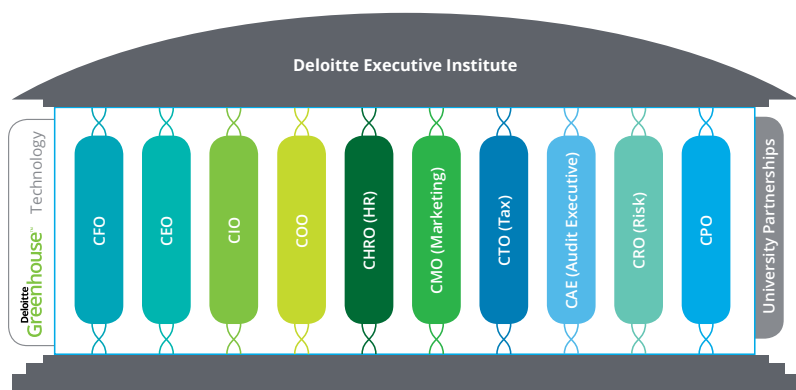 Deloitte Executive Institute
Technology
Deloitte
Greenhouse™
CFO
CEO
CIO
COO
CHRO (HR)
CMO (Marketing)
CTO (Tax)
CAE (Audit Executive)
CRO (Risk)
CPO
University Partnerships